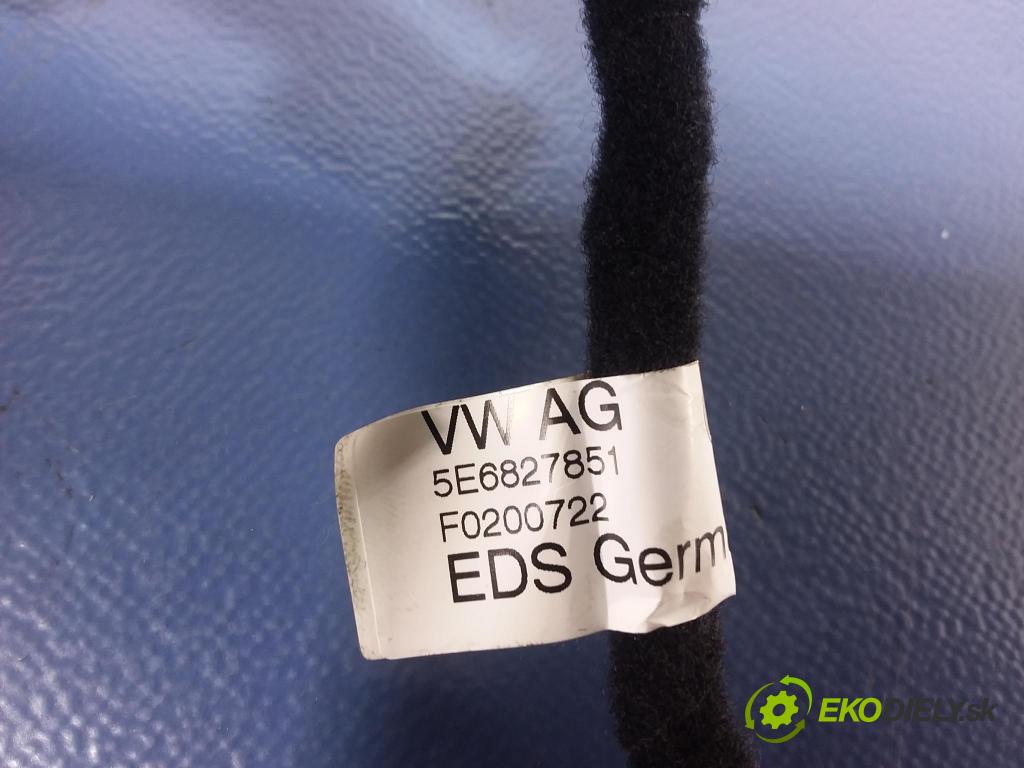 VW AG
5E6827851
F0200722
EDS Germ
EKODIELY.sk